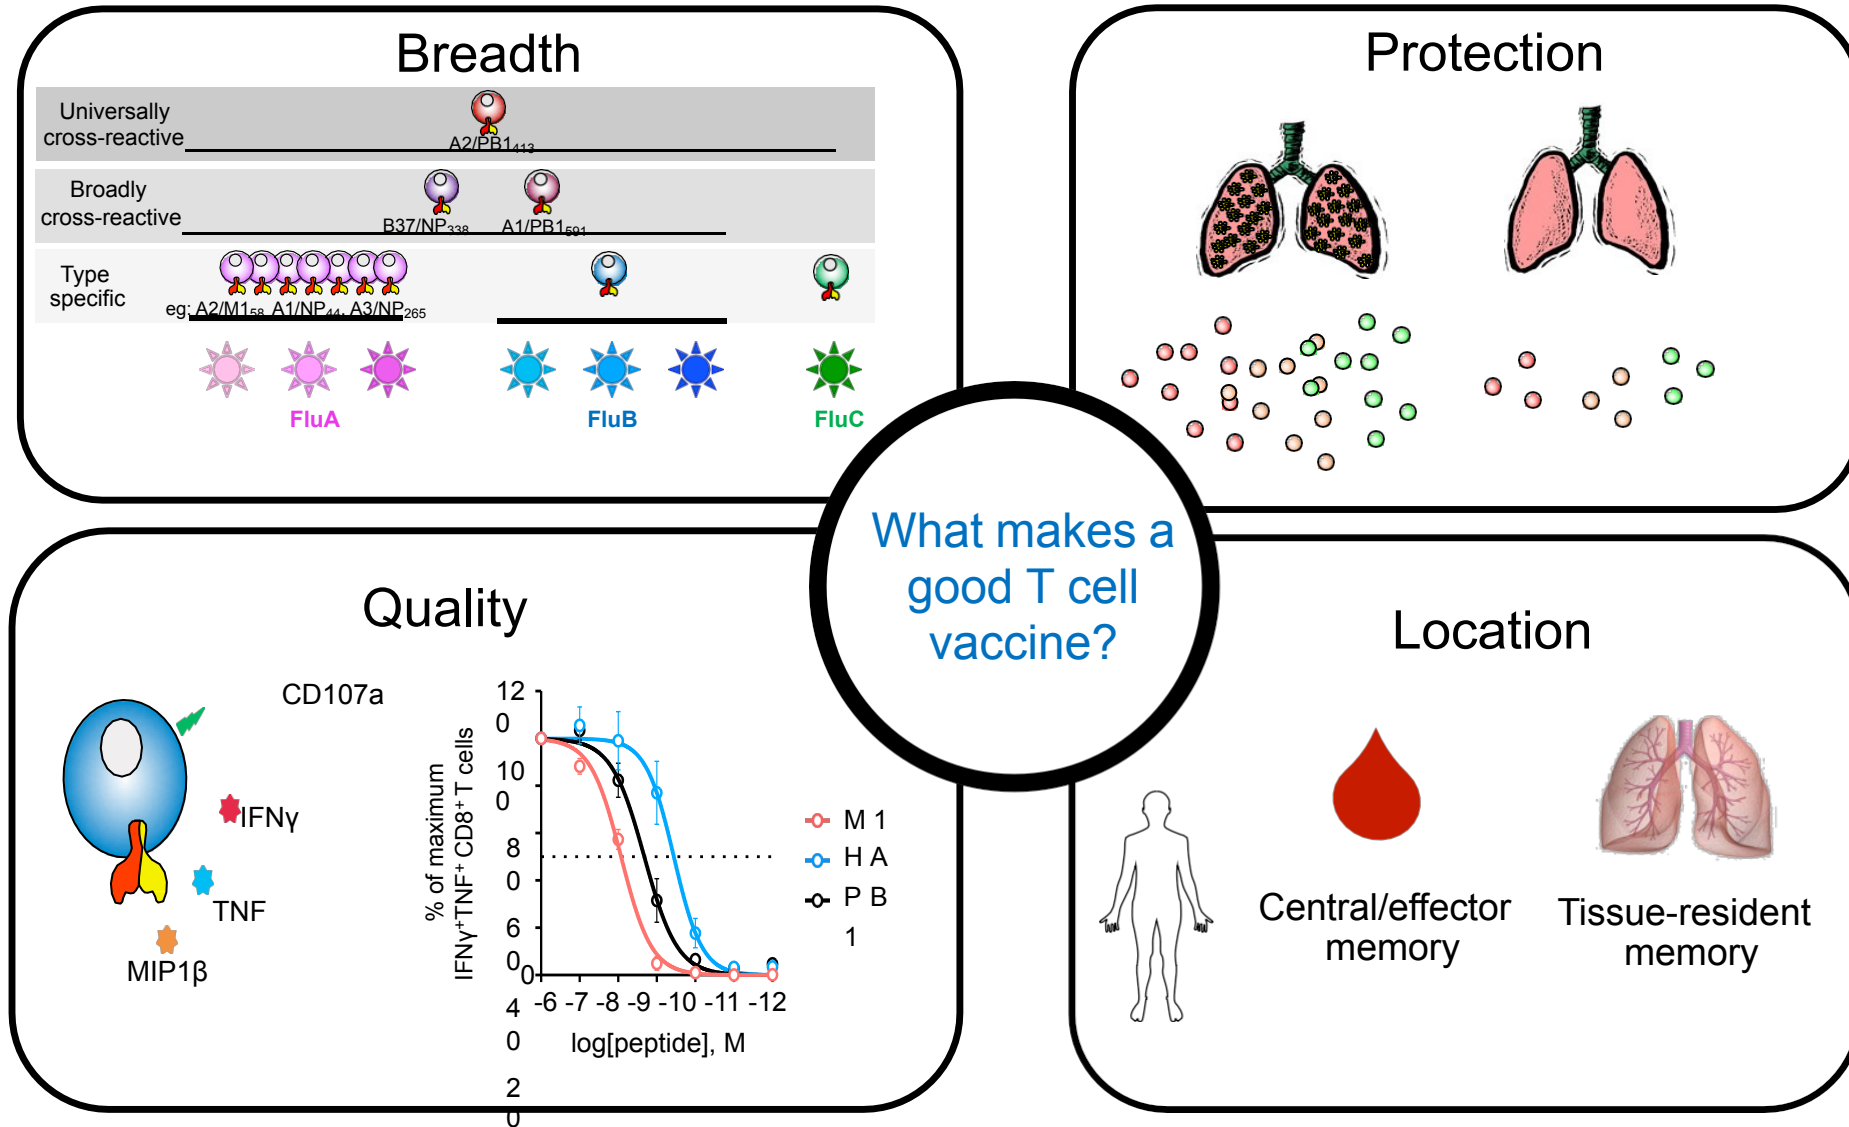 Breadth
Universally
cross-reactive
A2/PB1₄₁₃
Broadly
cross-reactive
B37/NP₃₃₈
A1/PB1₅₉₁
Type
specific
eg: A2/M1₅₈, A1/NP₄₄, A3/NP₂₆₅
FluA
FluB
FluC
Protection
What makes a
good T cell
vaccine?
Quality
CD107a
IFNγ
TNF
MIP1β
% of maximum
IFNγ⁺TNF⁺ CD8⁺ T cells
12
0
10
0
8
0
6
0
4
0
2
0
0
-6 -7 -8 -9 -10 -11 -12
log[peptide], M
M 1
H A
P B
1
Location
Central/effector
memory
Tissue-resident
memory